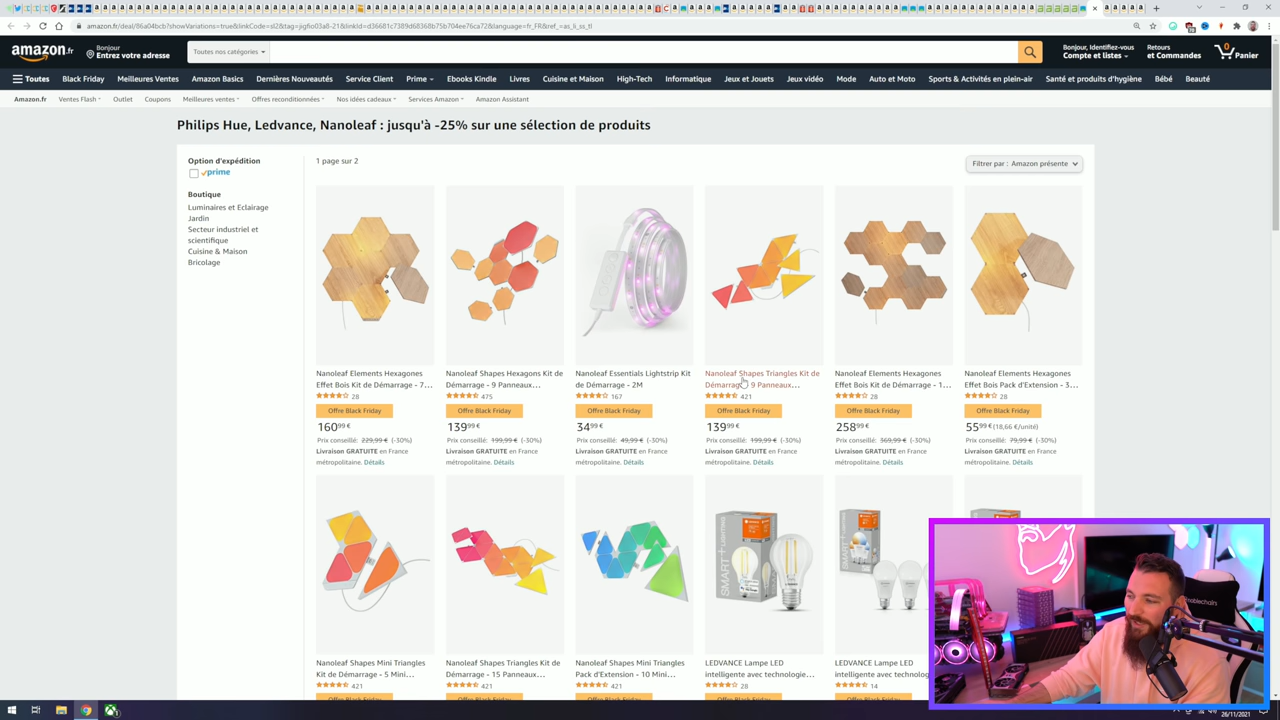 amazon.fr/deal/86a04bcb?showVariations=true&linkCode=sl2&tag=jigfio03a8-21&linkId=d36681c7389d68368b75b704ee76ca72&language=fr_FR&ref_=as_li_ss_tl
amazon.fr
Bonjour
Entrez votre adresse
Toutes nos catégories
Bonjour, Identifiez-vous
Compte et listes
Retours
et Commandes
0
Panier
Toutes Black Friday Meilleures Ventes Amazon Basics Dernières Nouveautés Service Client Prime Ebooks Kindle Livres Cuisine et Maison High-Tech Informatique Jeux et Jouets Jeux vidéo Mode Auto et Moto Sports & Activités en plein-air Santé et produits d'hygiène Bébé Beauté
Amazon.fr Ventes Flash Outlet Coupons Meilleures ventes Offres reconditionnées Nos idées cadeaux Services Amazon Amazon Assistant
Philips Hue, Ledvance, Nanoleaf : jusqu'à -25% sur une sélection de produits
Option d'expédition
prime
Boutique
Luminaires et Eclairage
Jardin
Secteur industriel et
scientifique
Cuisine & Maison
Bricolage
1 page sur 2
Filtrer par : Amazon présente
Nanoleaf Elements Hexagones
Effet Bois Kit de Démarrage - 7...
28
Offre Black Friday
160,99 €
Prix conseillé: 229,99 € (-30%)
Livraison GRATUITE en France
métropolitaine. Détails
Nanoleaf Shapes Hexagons Kit de
Démarrage - 9 Panneaux...
475
Offre Black Friday
139,99 €
Prix conseillé: 199,99 € (-30%)
Livraison GRATUITE en France
métropolitaine. Détails
Nanoleaf Essentials Lightstrip Kit
de Démarrage - 2M
167
Offre Black Friday
34,99 €
Prix conseillé: 49,99 € (-30%)
Livraison GRATUITE en France
métropolitaine. Détails
Nanoleaf Shapes Triangles Kit de
Démarrage - 9 Panneaux...
421
Offre Black Friday
139,99 €
Prix conseillé: 199,99 € (-30%)
Livraison GRATUITE en France
métropolitaine. Détails
Nanoleaf Elements Hexagones
Effet Bois Kit de Démarrage - 1...
28
Offre Black Friday
258,99 €
Prix conseillé: 369,99 € (-30%)
Livraison GRATUITE en France
métropolitaine. Détails
Nanoleaf Elements Hexagones
Effet Bois Pack d'Extension - 3...
28
Offre Black Friday
55,99 € (18,66 €/unité)
Prix conseillé: 79,99 € (-30%)
Livraison GRATUITE en France
métropolitaine. Détails
SMART+
Nanoleaf Shapes Mini Triangles
Kit de Démarrage - 5 Mini...
421
Offre Black Friday
Nanoleaf Shapes Triangles Kit de
Démarrage - 15 Panneaux...
421
Offre Black Friday
Nanoleaf Shapes Mini Triangles
Pack d'Extension - 10 Mini...
421
Offre Black Friday
LEDVANCE Lampe LED
intelligente avec technologie...
28
Offre Black Friday
LEDVANCE Lampe LED
intelligente avec technolog
14
Offre Black Friday
noblechairs
26/11/2021